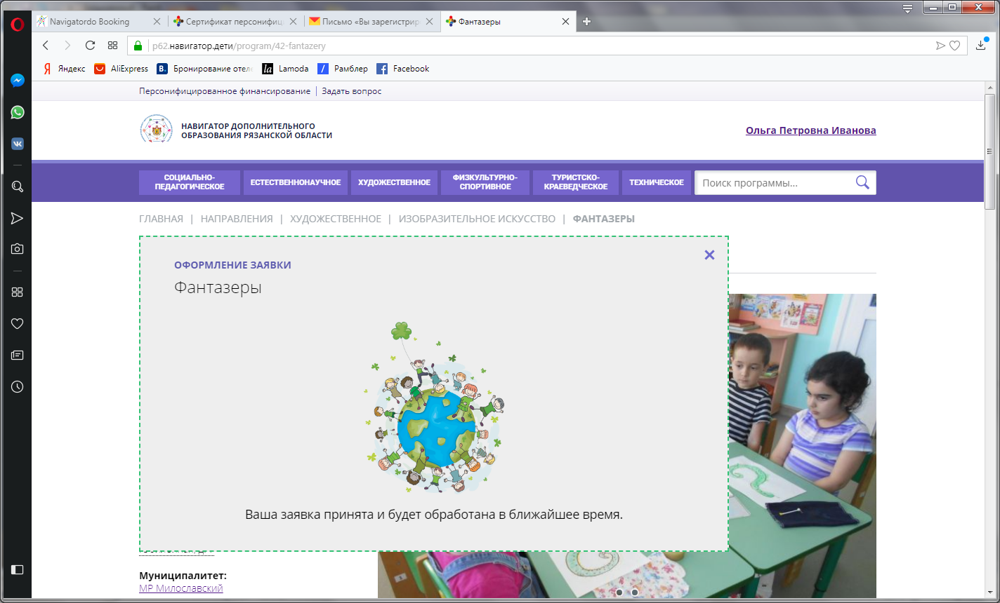 Navigatordo Booking
Сертификат персонифиц
Письмо «Вы зарегистрир
Фантазеры
p62.навигатор.дети/program/42-fantazery
Яндекс
AliExpress
B.
Бронирование отеле
la
Lamoda
Рамблер
Facebook
Персонифицированное финансирование | Задать вопрос
НАВИГАТОР ДОПОЛНИТЕЛЬНОГО
ОБРАЗОВАНИЯ РЯЗАНСКОЙ ОБЛАСТИ
Ольга Петровна Иванова
СОЦИАЛЬНО-
ПЕДАГОГИЧЕСКОЕ
ЕСТЕСТВЕННОНАУЧНОЕ
ХУДОЖЕСТВЕННОЕ
ФИЗКУЛЬТУРНО-
СПОРТИВНОЕ
ТУРИСТСКО-
КРАЕВЕДЧЕСКОЕ
ТЕХНИЧЕСКОЕ
Поиск программы...
ГЛАВНАЯ | НАПРАВЛЕНИЯ | ХУДОЖЕСТВЕННОЕ | ИЗОБРАЗИТЕЛЬНОЕ ИСКУССТВО | ФАНТАЗЕРЫ
ОФОРМЛЕНИЕ ЗАЯВКИ
Фантазеры
Ваша заявка принята и будет обработана в ближайшее время.
Муниципалитет:
МР Милославский